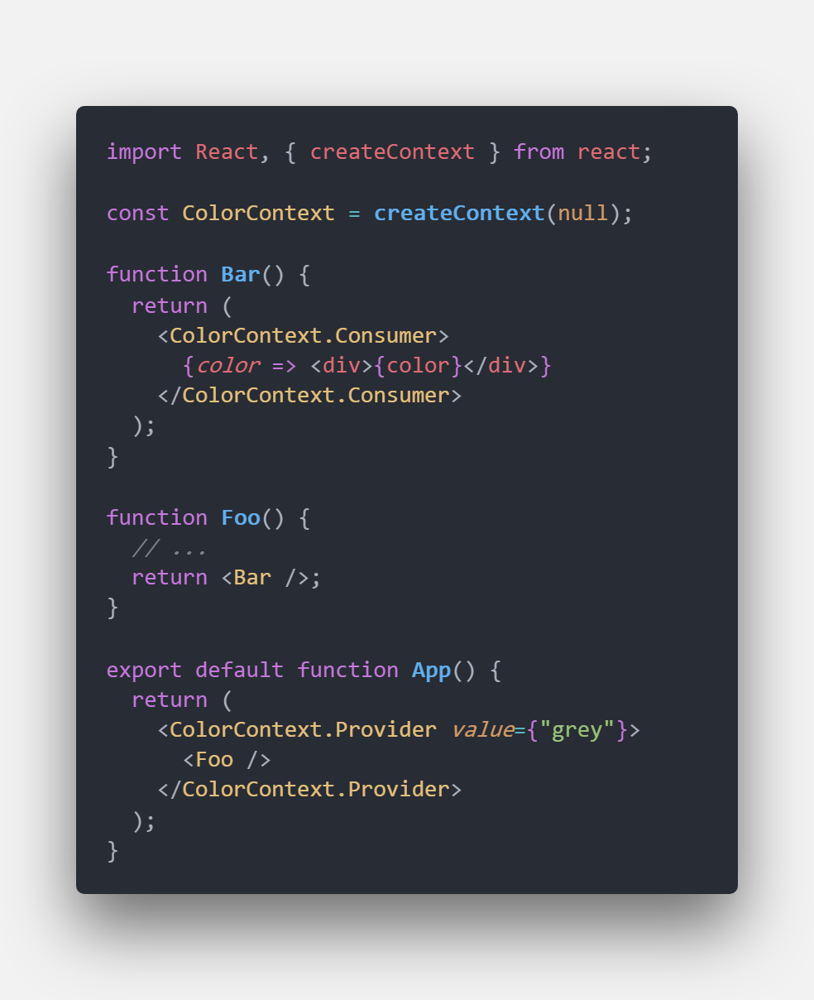 import React, { createContext } from react;

const ColorContext = createContext(null);

function Bar() {
  return (
    <ColorContext.Consumer>
      {color => <div>{color}</div>}
    </ColorContext.Consumer>
  );
}

function Foo() {
  // ...
  return <Bar />;
}

export default function App() {
  return (
    <ColorContext.Provider value={"grey"}>
      <Foo />
    </ColorContext.Provider>
  );
}